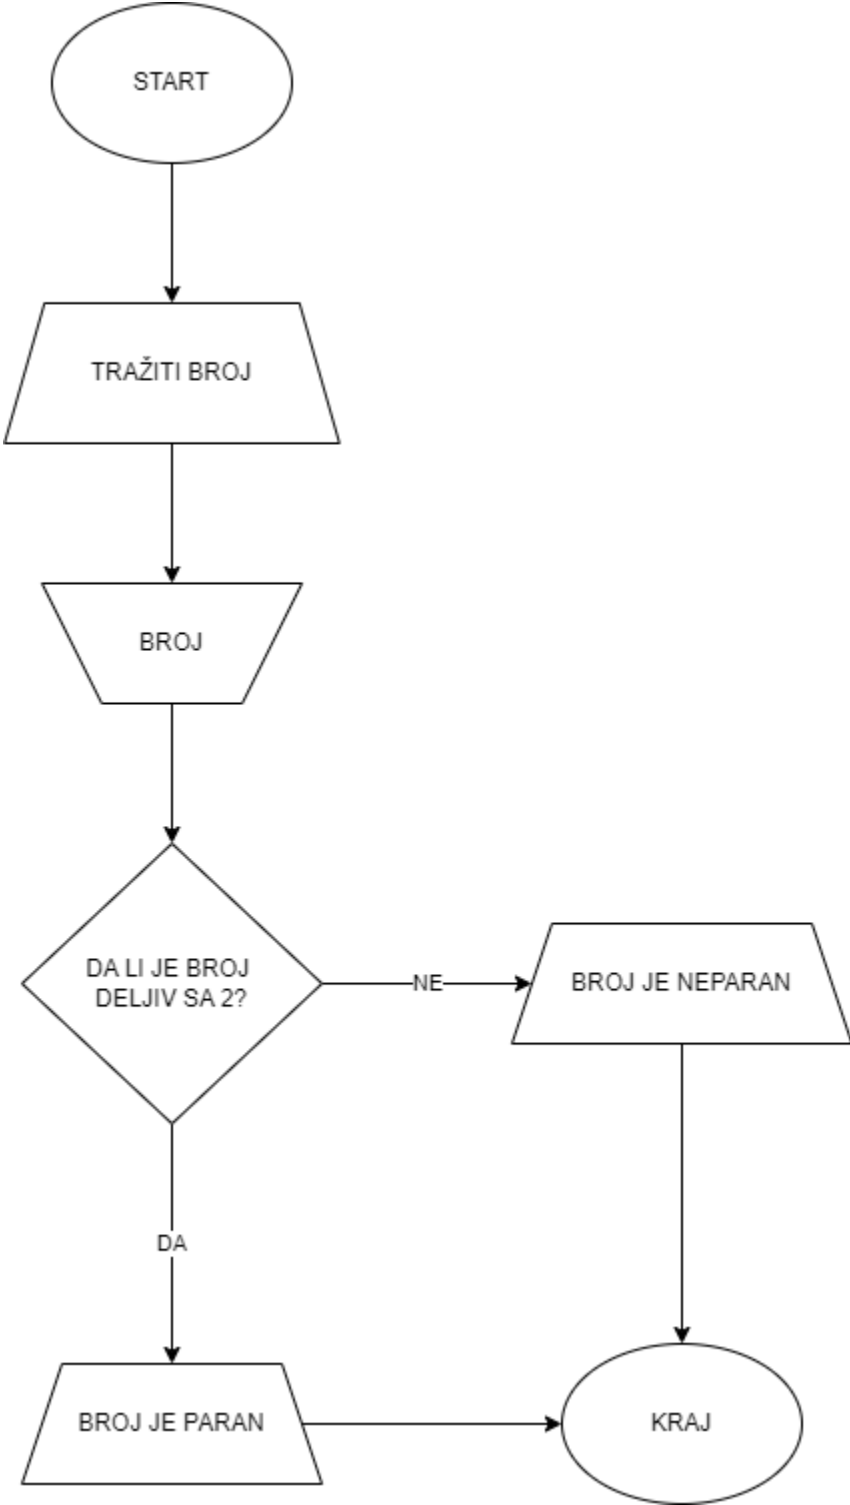 START
TRAŽITI BROJ
BROJ
DA LI JE BROJ
DELJIV SA 2?
NE
BROJ JE NEPARAN
DA
BROJ JE PARAN
KRAJ